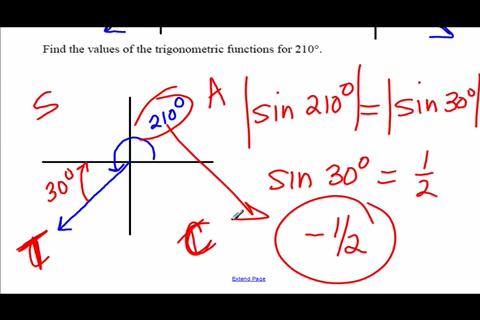 Find the values of the trigonometric functions for 210°.
S
A
210°
|sin 210°| = |sin 30°|
30°
sin 30° = 1/2
T
C
-1/2
Extend Page